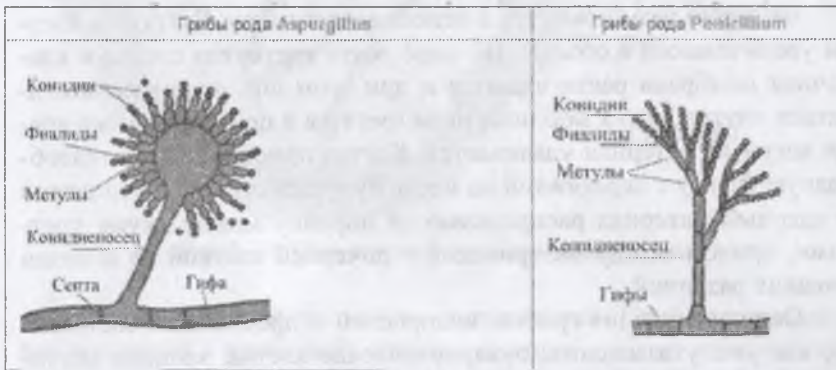 Грибы рода Aspergillus
Грибы рода Penicillium
Конидии
Фиалиды
Метулы
Конидиеносец
Септа
Гифа
Конидии
Фиалиды
Метулы
Конидиеносец
Гифы